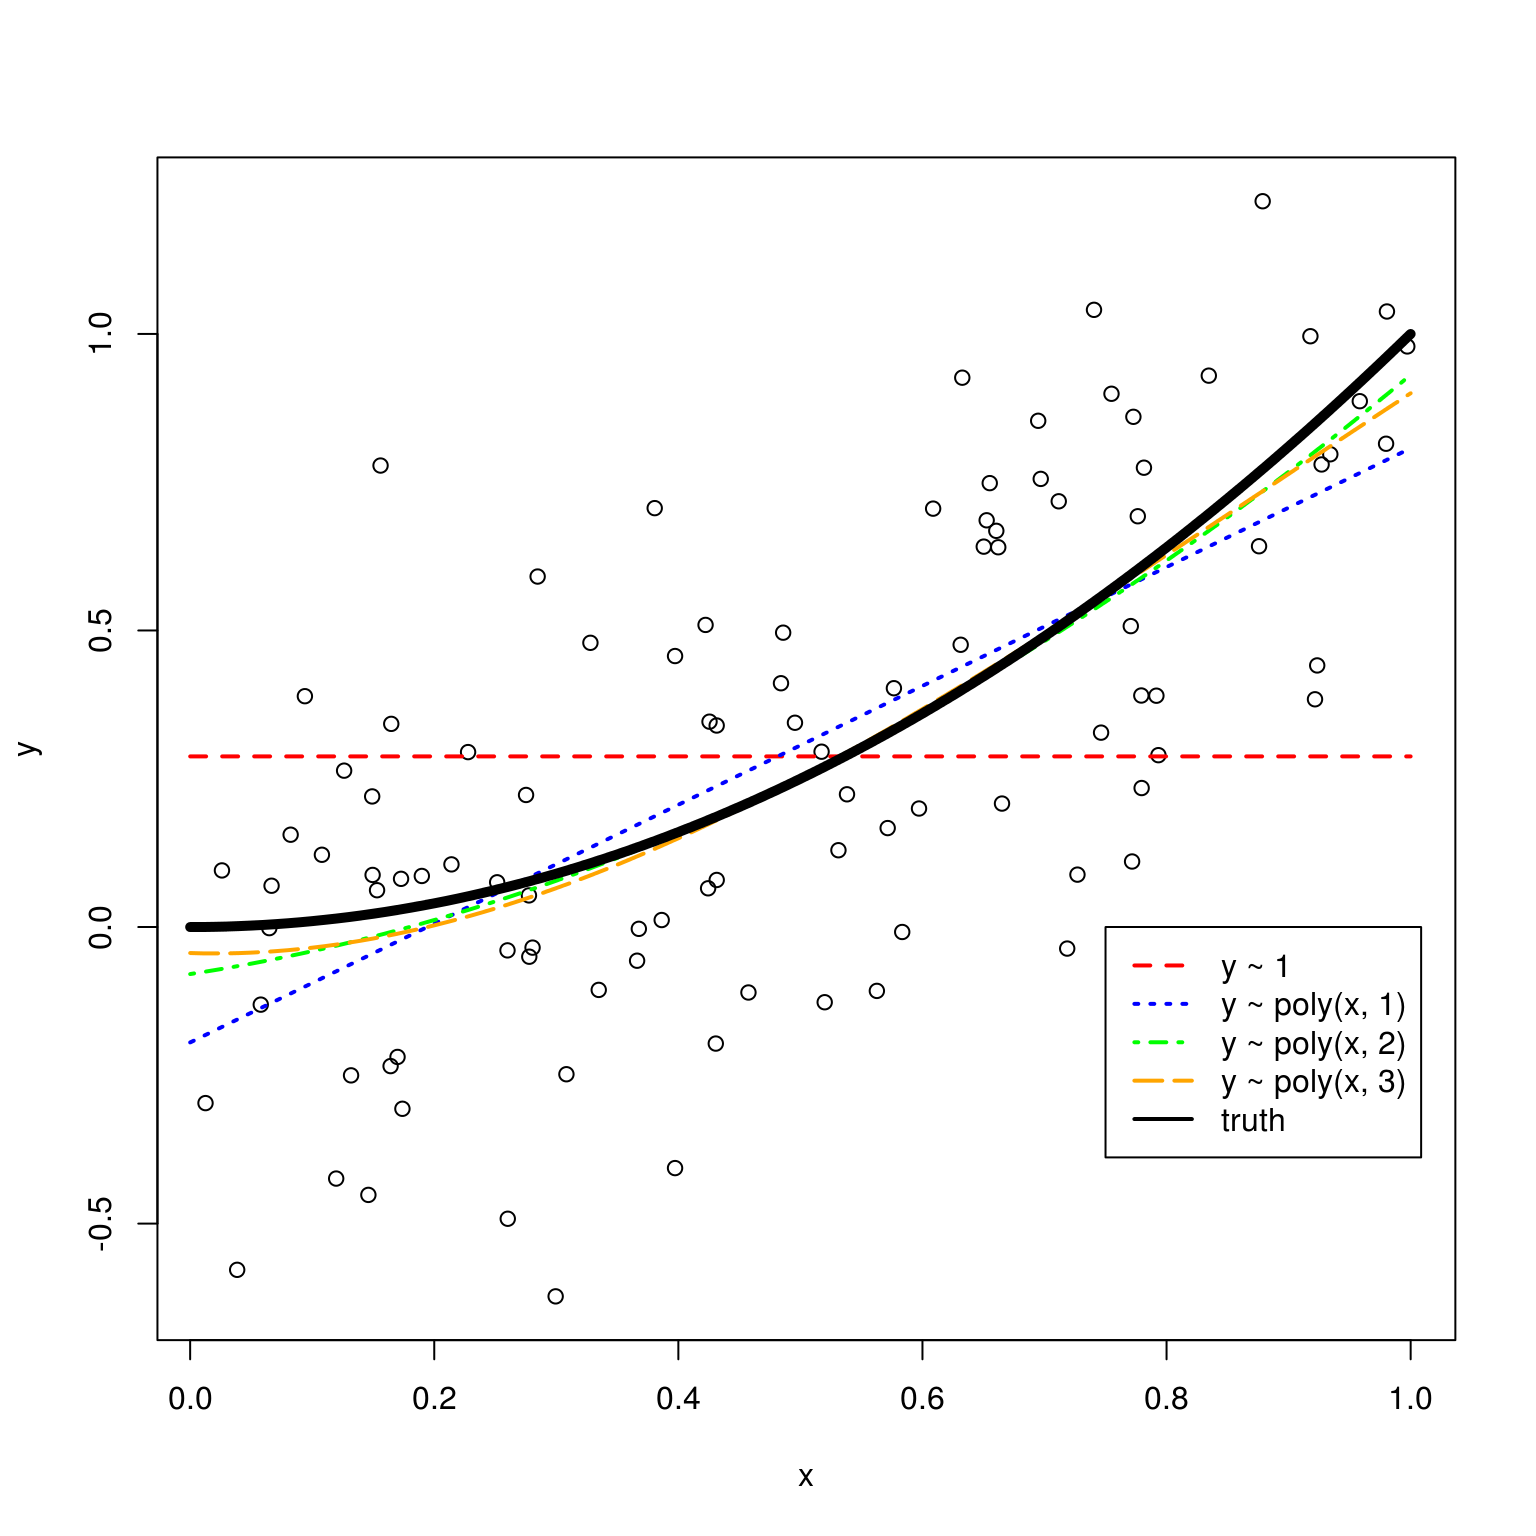 1.0
0.5
0.0
-0.5
y
y ~ 1
y ~ poly(x, 1)
y ~ poly(x, 2)
y ~ poly(x, 3)
truth
0.0 0.2 0.4 0.6 0.8 1.0
x